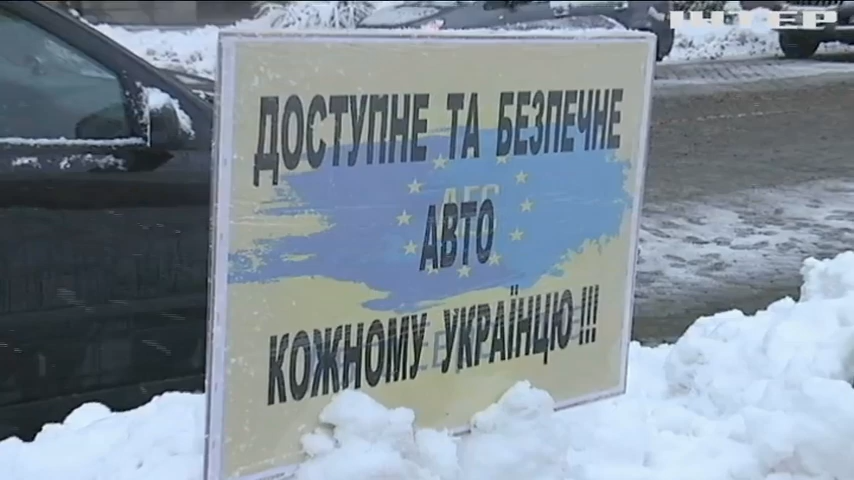 ІНТЕР
ДОСТУПНЕ ТА БЕЗПЕЧНЕ
АВТО
КОЖНОМУ УКРАЇНЦЮ !!!